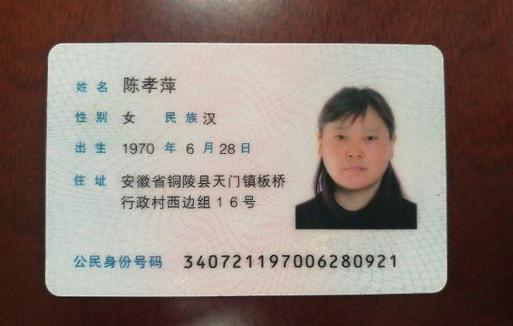 姓名 陈孝萍
性别 女 民族 汉
出生 1970 年 6 月 28 日
住址 安徽省铜陵县天门镇板桥
行政村西边组16号
公民身份号码 340721197006280921